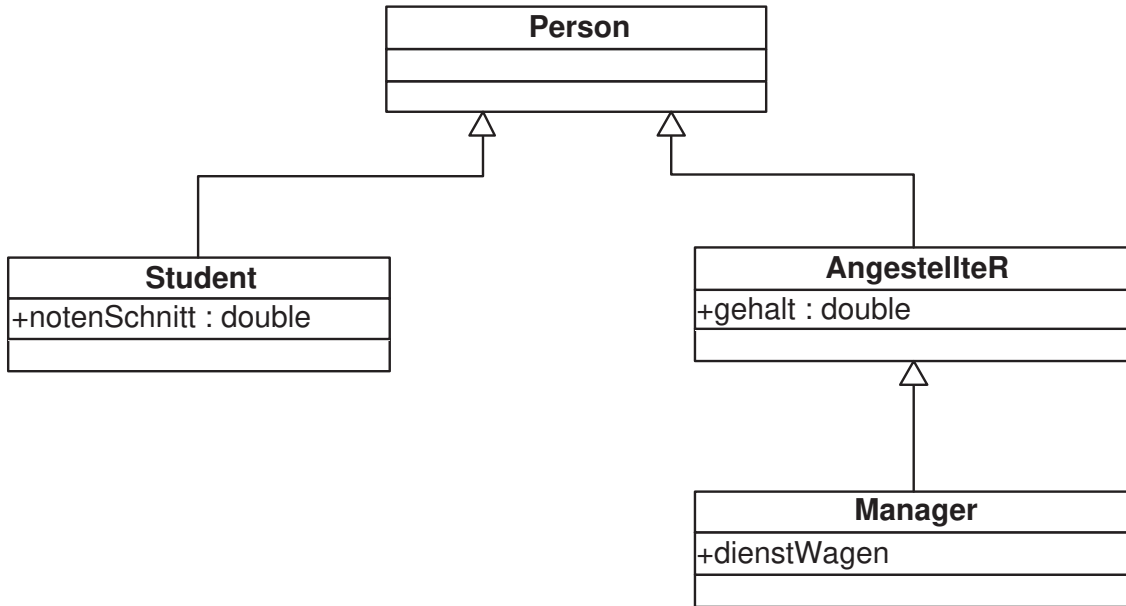 Person
Student
+notenSchnitt : double
AngestellteR
+gehalt : double
Manager
+dienstWagen